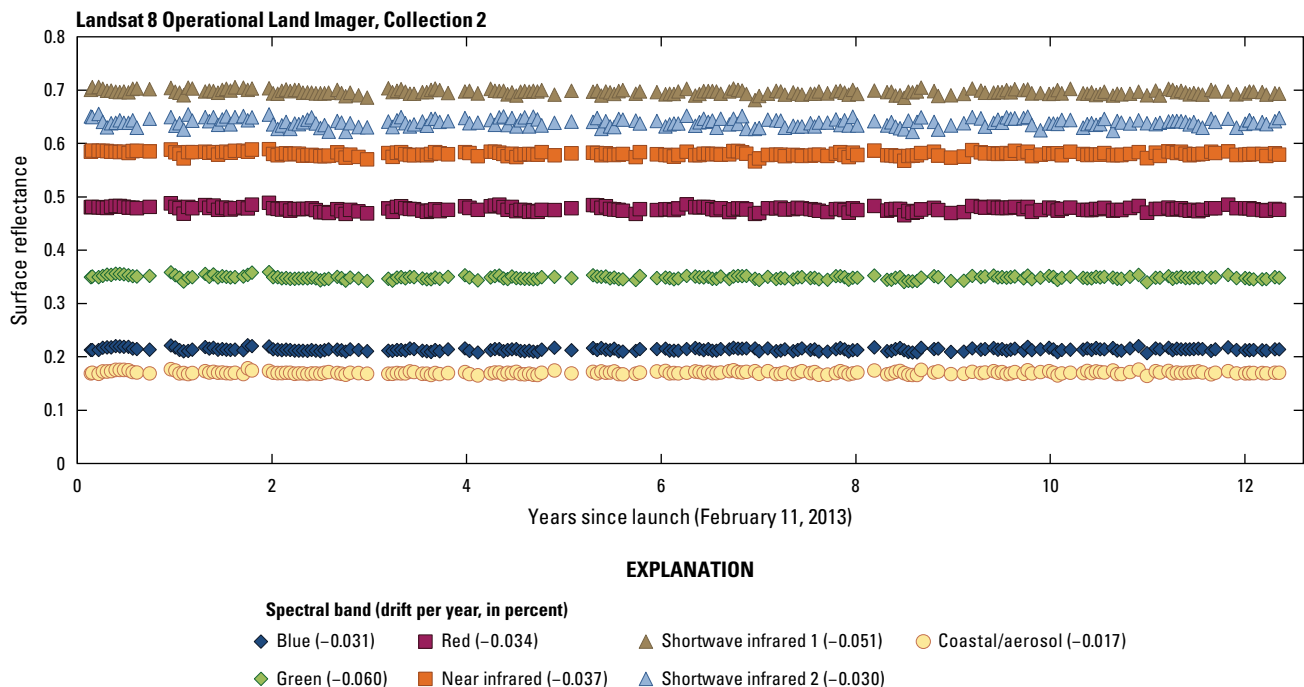 Landsat 8 Operational Land Imager, Collection 2
0.8
0.7
0.6
0.5
0.4
0.3
0.2
0.1
0
Surface reflectance
0 2 4 6 8 10 12
Years since launch (February 11, 2013)
EXPLANATION
Spectral band (drift per year, in percent)
Blue (−0.031) Red (−0.034) Shortwave infrared 1 (−0.051) Coastal/aerosol (−0.017)
Green (−0.060) Near infrared (−0.037) Shortwave infrared 2 (−0.030)